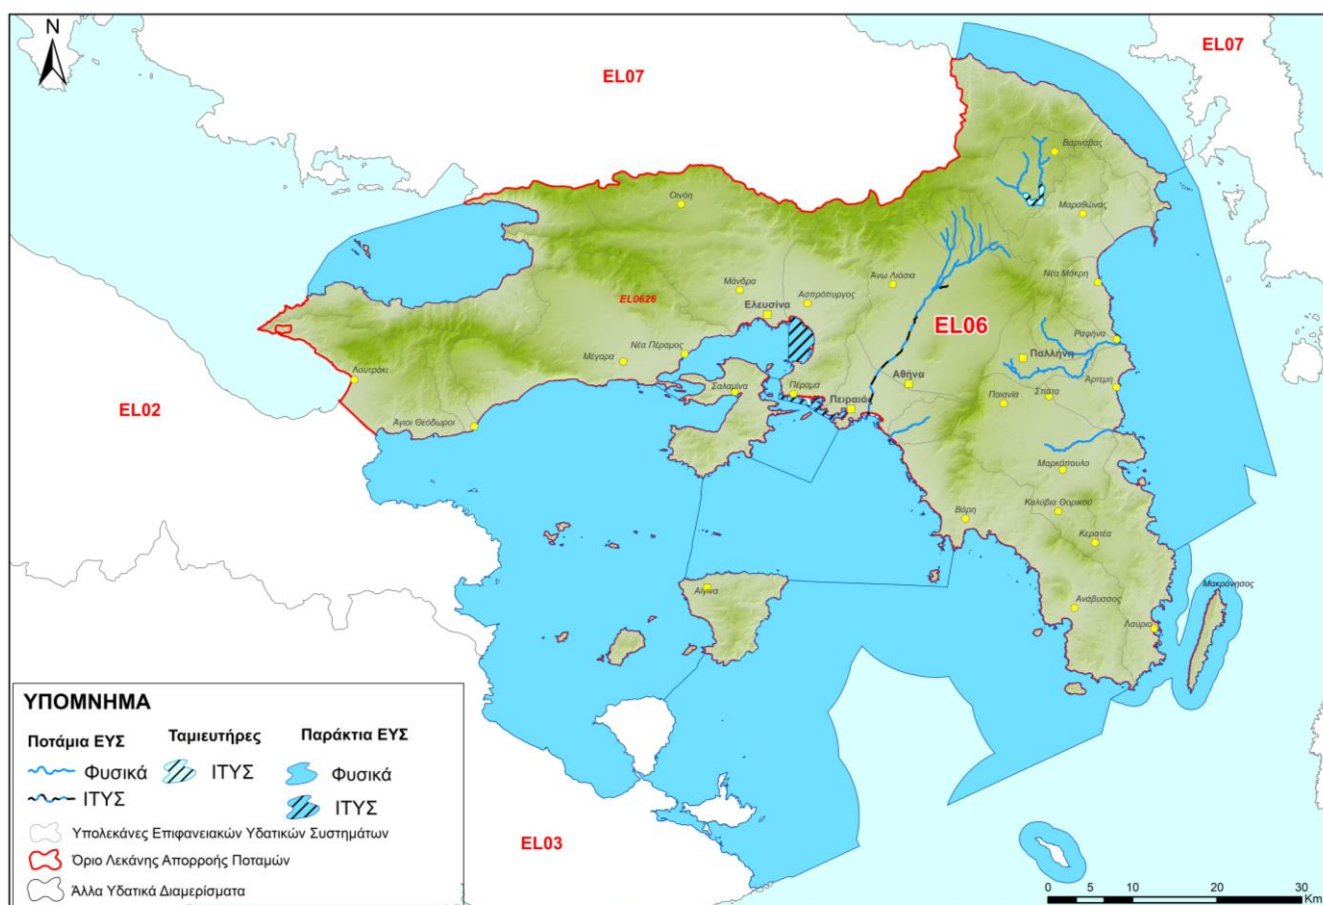 N
EL07
EL07
Βαρνάβας
Οινόη
Μαραθώνας
Νέα Μάκρη
Μάνδρα
Άνω Λιόσια
EL0626
Ασπρόπυργος
Ελευσίνα
EL06
Ραφήνα
Νέα Πέραμος
Μέγαρα
Παλλήνη
Λουτράκι
Αθήνα
Άρτεμη
Σαλαμίνα
Πέραμα
Παιανία
Σπάτα
EL02
Πειραιάς
Άγιοι Θεόδωροι
Μαρκόπουλο
Καλύβια Θορικού
Βάρη
Κερατέα
Μακρόνησος
Αίγινα
Ανάβυσσος
Λαύριο
ΥΠΟΜΝΗΜΑ
Ποτάμια ΕΥΣ
Ταμιευτήρες
Παράκτια ΕΥΣ
Φυσικά
ΙΤΥΣ
Φυσικά
ΙΤΥΣ
ΙΤΥΣ
Υπολεκάνες Επιφανειακών Υδατικών Συστημάτων
Όριο Λεκάνης Απορροής Ποταμών
Άλλα Υδατικά Διαμερίσματα
EL03
0 5 10 20 30
Km